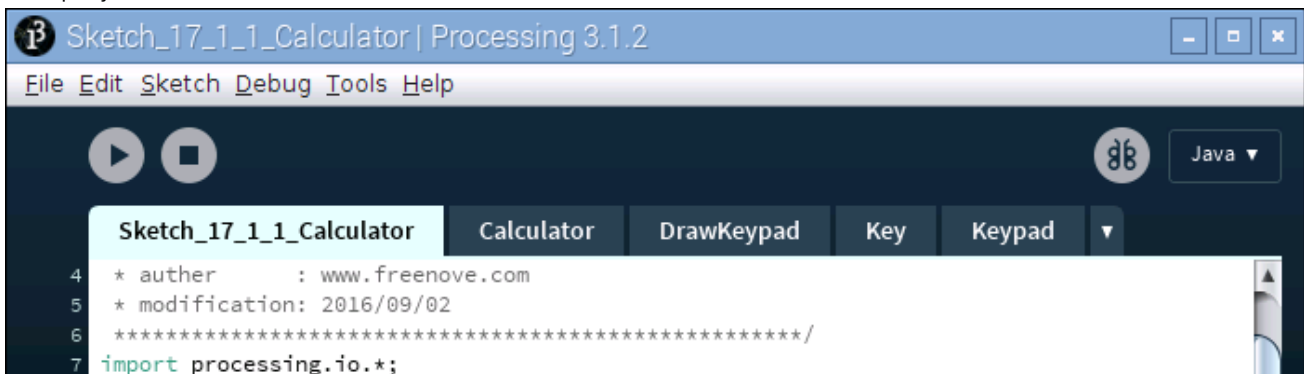 Sketch_17_1_1_Calculator | Processing 3.1.2
File Edit Sketch Debug Tools Help
Java ▼
Sketch_17_1_1_Calculator Calculator DrawKeypad Key Keypad ▼
4 * auther : www.freenove.com
5 * modification: 2016/09/02
6 *****************************************************/
7 import processing.io.*;